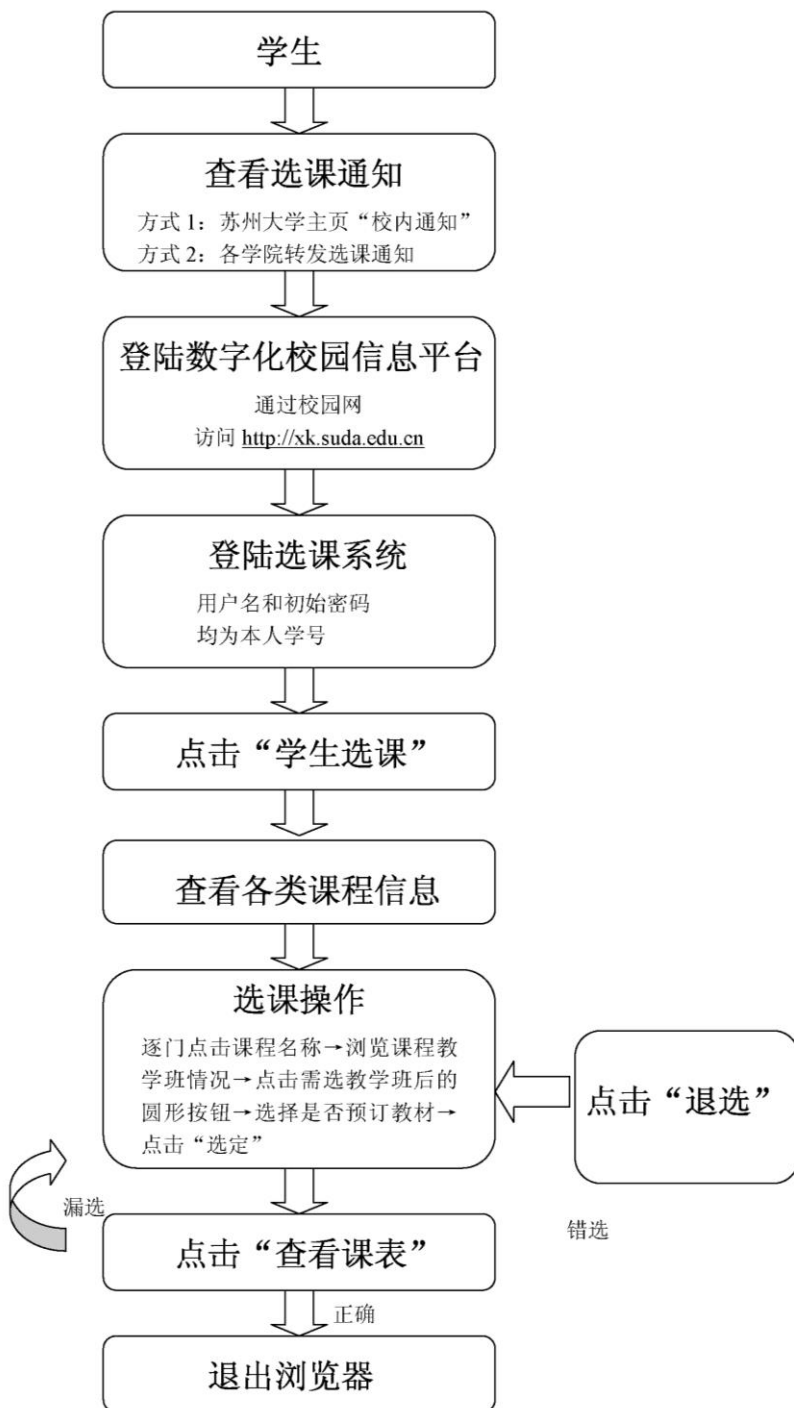 学生
查看选课通知
方式 1：苏州大学主页“校内通知”
方式 2：各学院转发选课通知
登陆数字化校园信息平台
通过校园网
访问 http://xk.suda.edu.cn
登陆选课系统
用户名和初始密码
均为本人学号
点击“学生选课”
查看各类课程信息
选课操作
逐门点击课程名称→浏览课程教
学班情况→点击需选教学班后的
圆形按钮→选择是否预订教材→
点击“选定”
点击“退选”
漏选
错选
点击“查看课表”
正确
退出浏览器